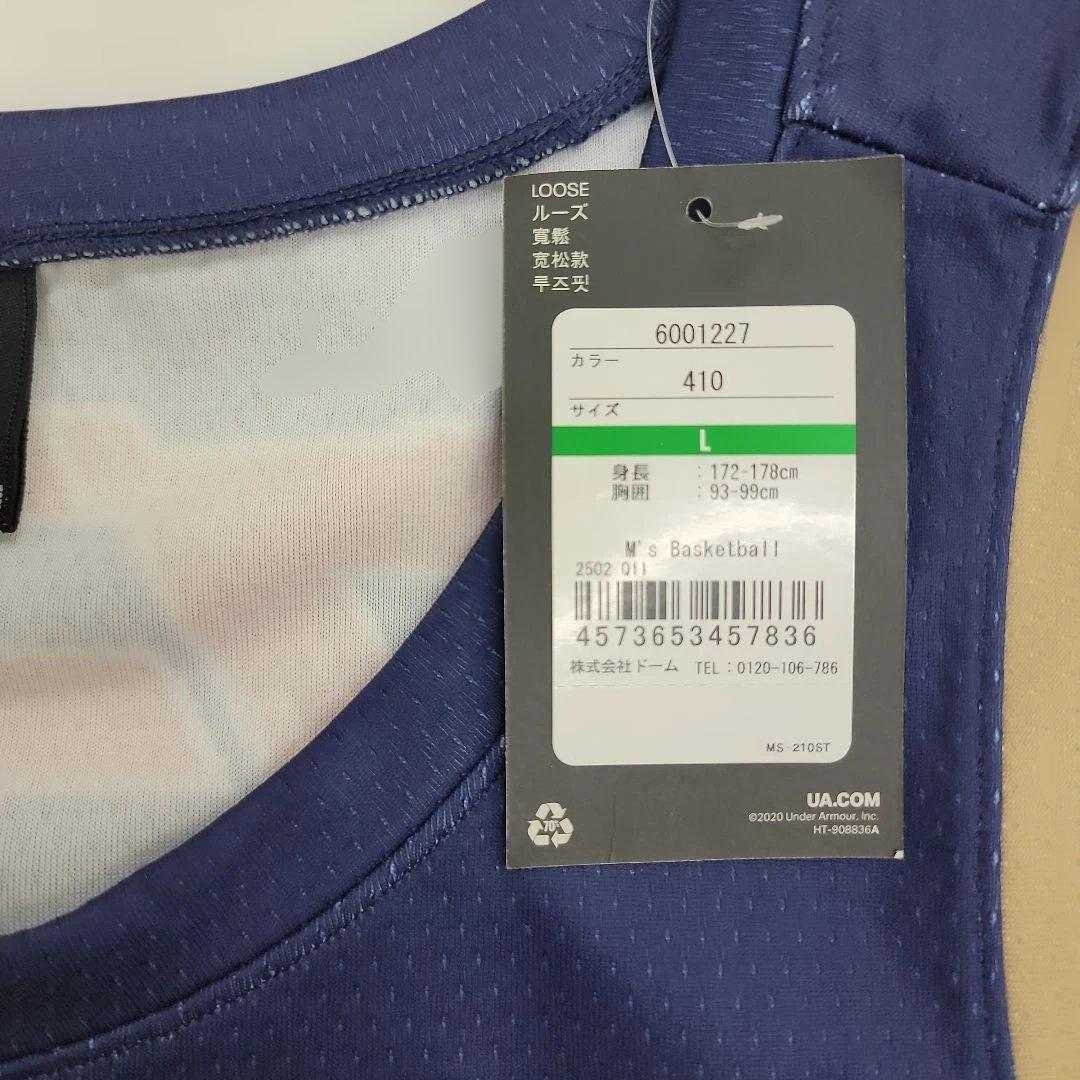 LOOSE
ルーズ
寬鬆
宽松款
루즈핏
6001227
カラー
410
サイズ
L
身長 : 172-178cm
胸囲 : 93-99cm
M's Basketball
2502 Q11
4573653457836
株式会社ドーム TEL : 0120-106-786
MS-210ST
UA.COM
©2020 Under Armour, Inc.
HT-908836A
70%